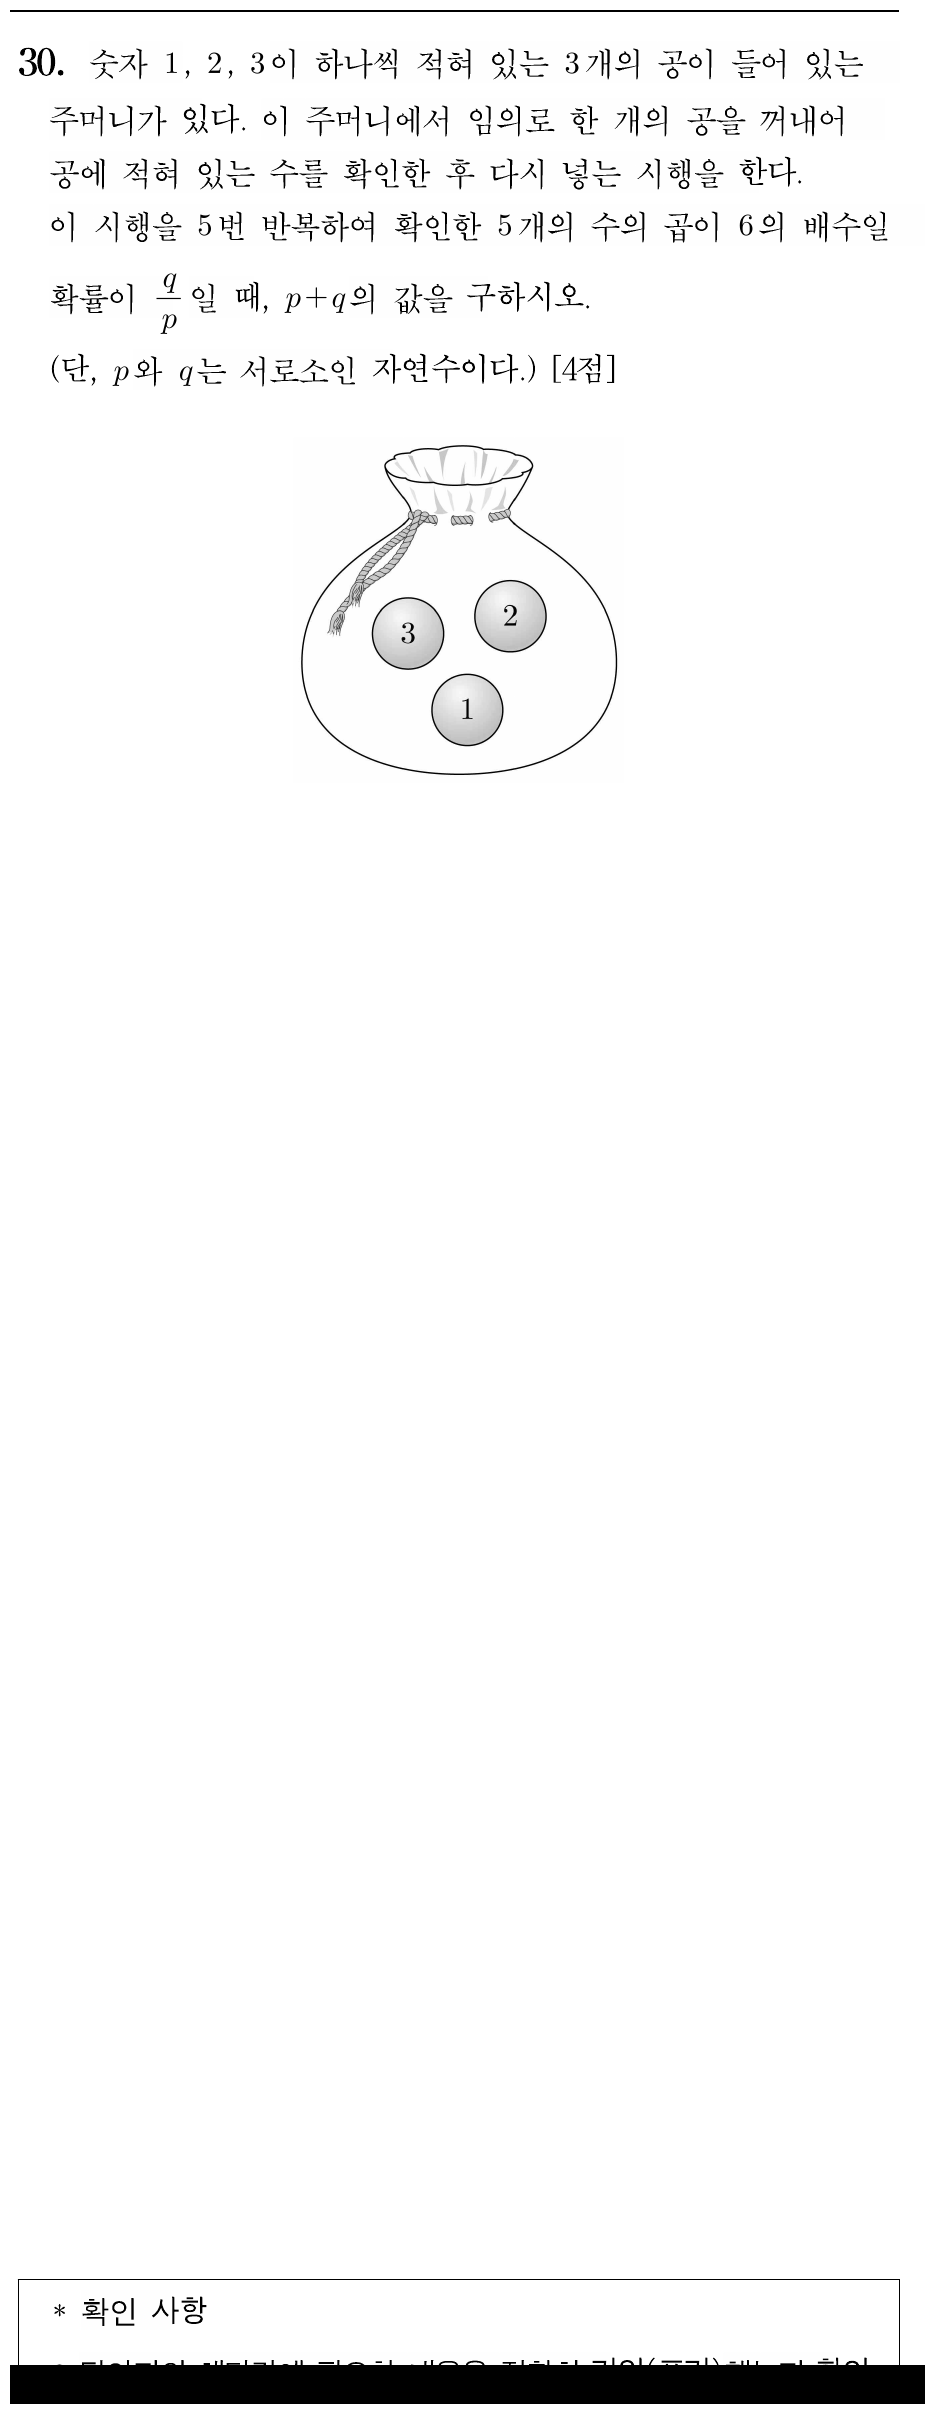 30. 숫자 1, 2, 3이 하나씩 적혀 있는 3개의 공이 들어 있는
주머니가 있다. 이 주머니에서 임의로 한 개의 공을 꺼내어
공에 적혀 있는 수를 확인한 후 다시 넣는 시행을 한다.
이 시행을 5번 반복하여 확인한 5개의 수의 곱이 6의 배수일
확률이 q/p일 때, p+q의 값을 구하시오.
(단, p와 q는 서로소인 자연수이다.) [4점]
3
2
1
* 확인 사항